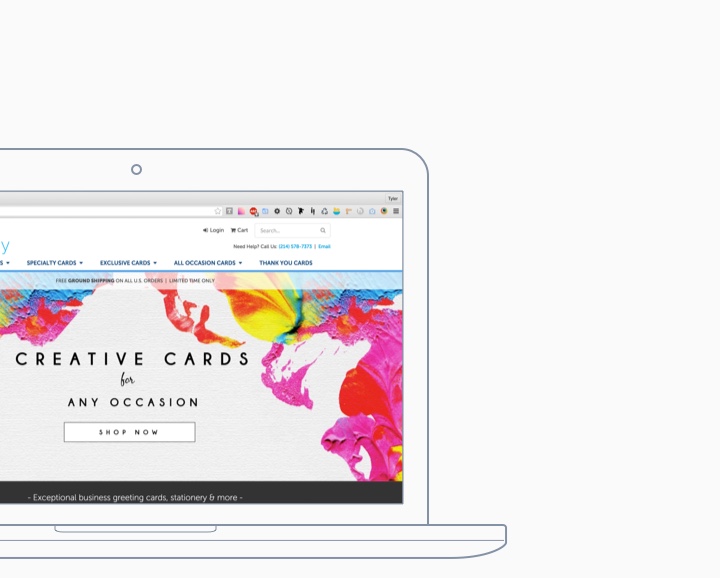 Tyler
Login Cart Search...
y
Need Help? Call Us: (214) 578-7373 | Email
S SPECIALTY CARDS EXCLUSIVE CARDS ALL OCCASION CARDS THANK YOU CARDS
FREE GROUND SHIPPING ON ALL U.S. ORDERS | LIMITED TIME ONLY
CREATIVE CARDS
for
ANY OCCASION
SHOP NOW
- Exceptional business greeting cards, stationery & more -